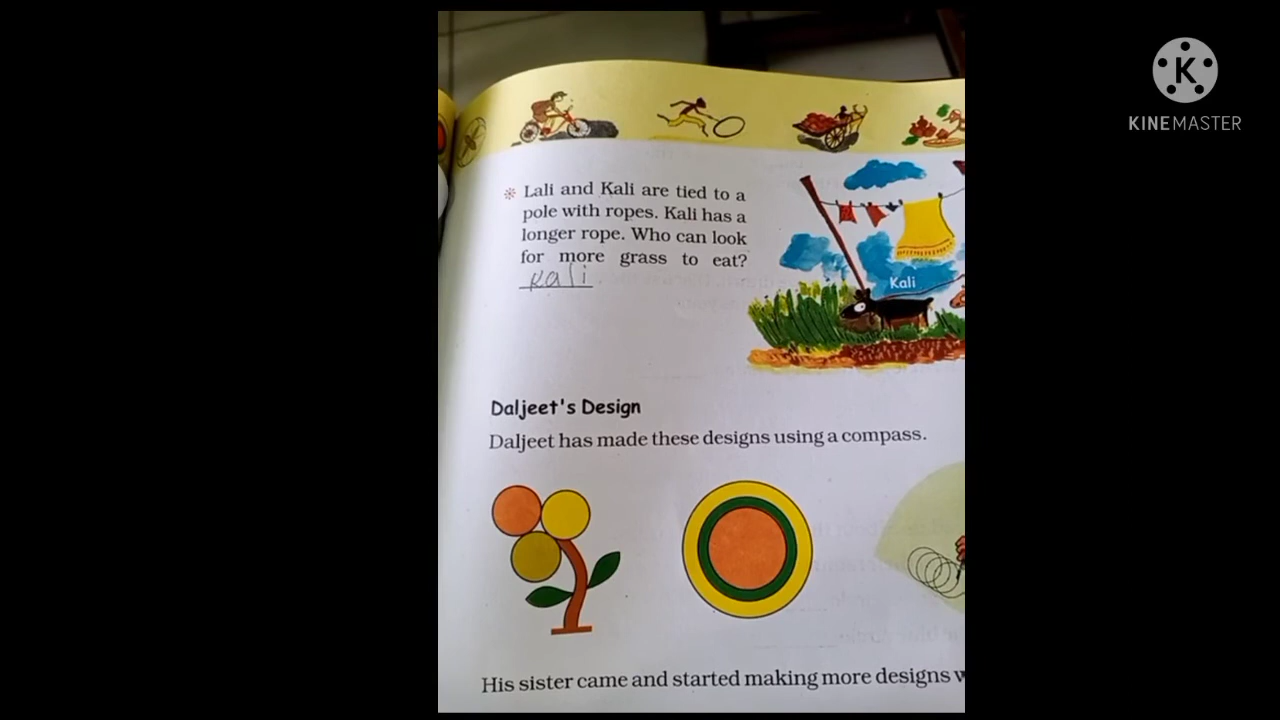 KINEMASTER
Lali and Kali are tied to a
pole with ropes. Kali has a
longer rope. Who can look
for more grass to eat?
Kali
Kali
Daljeet's Design
Daljeet has made these designs using a compass.
His sister came and started making more designs